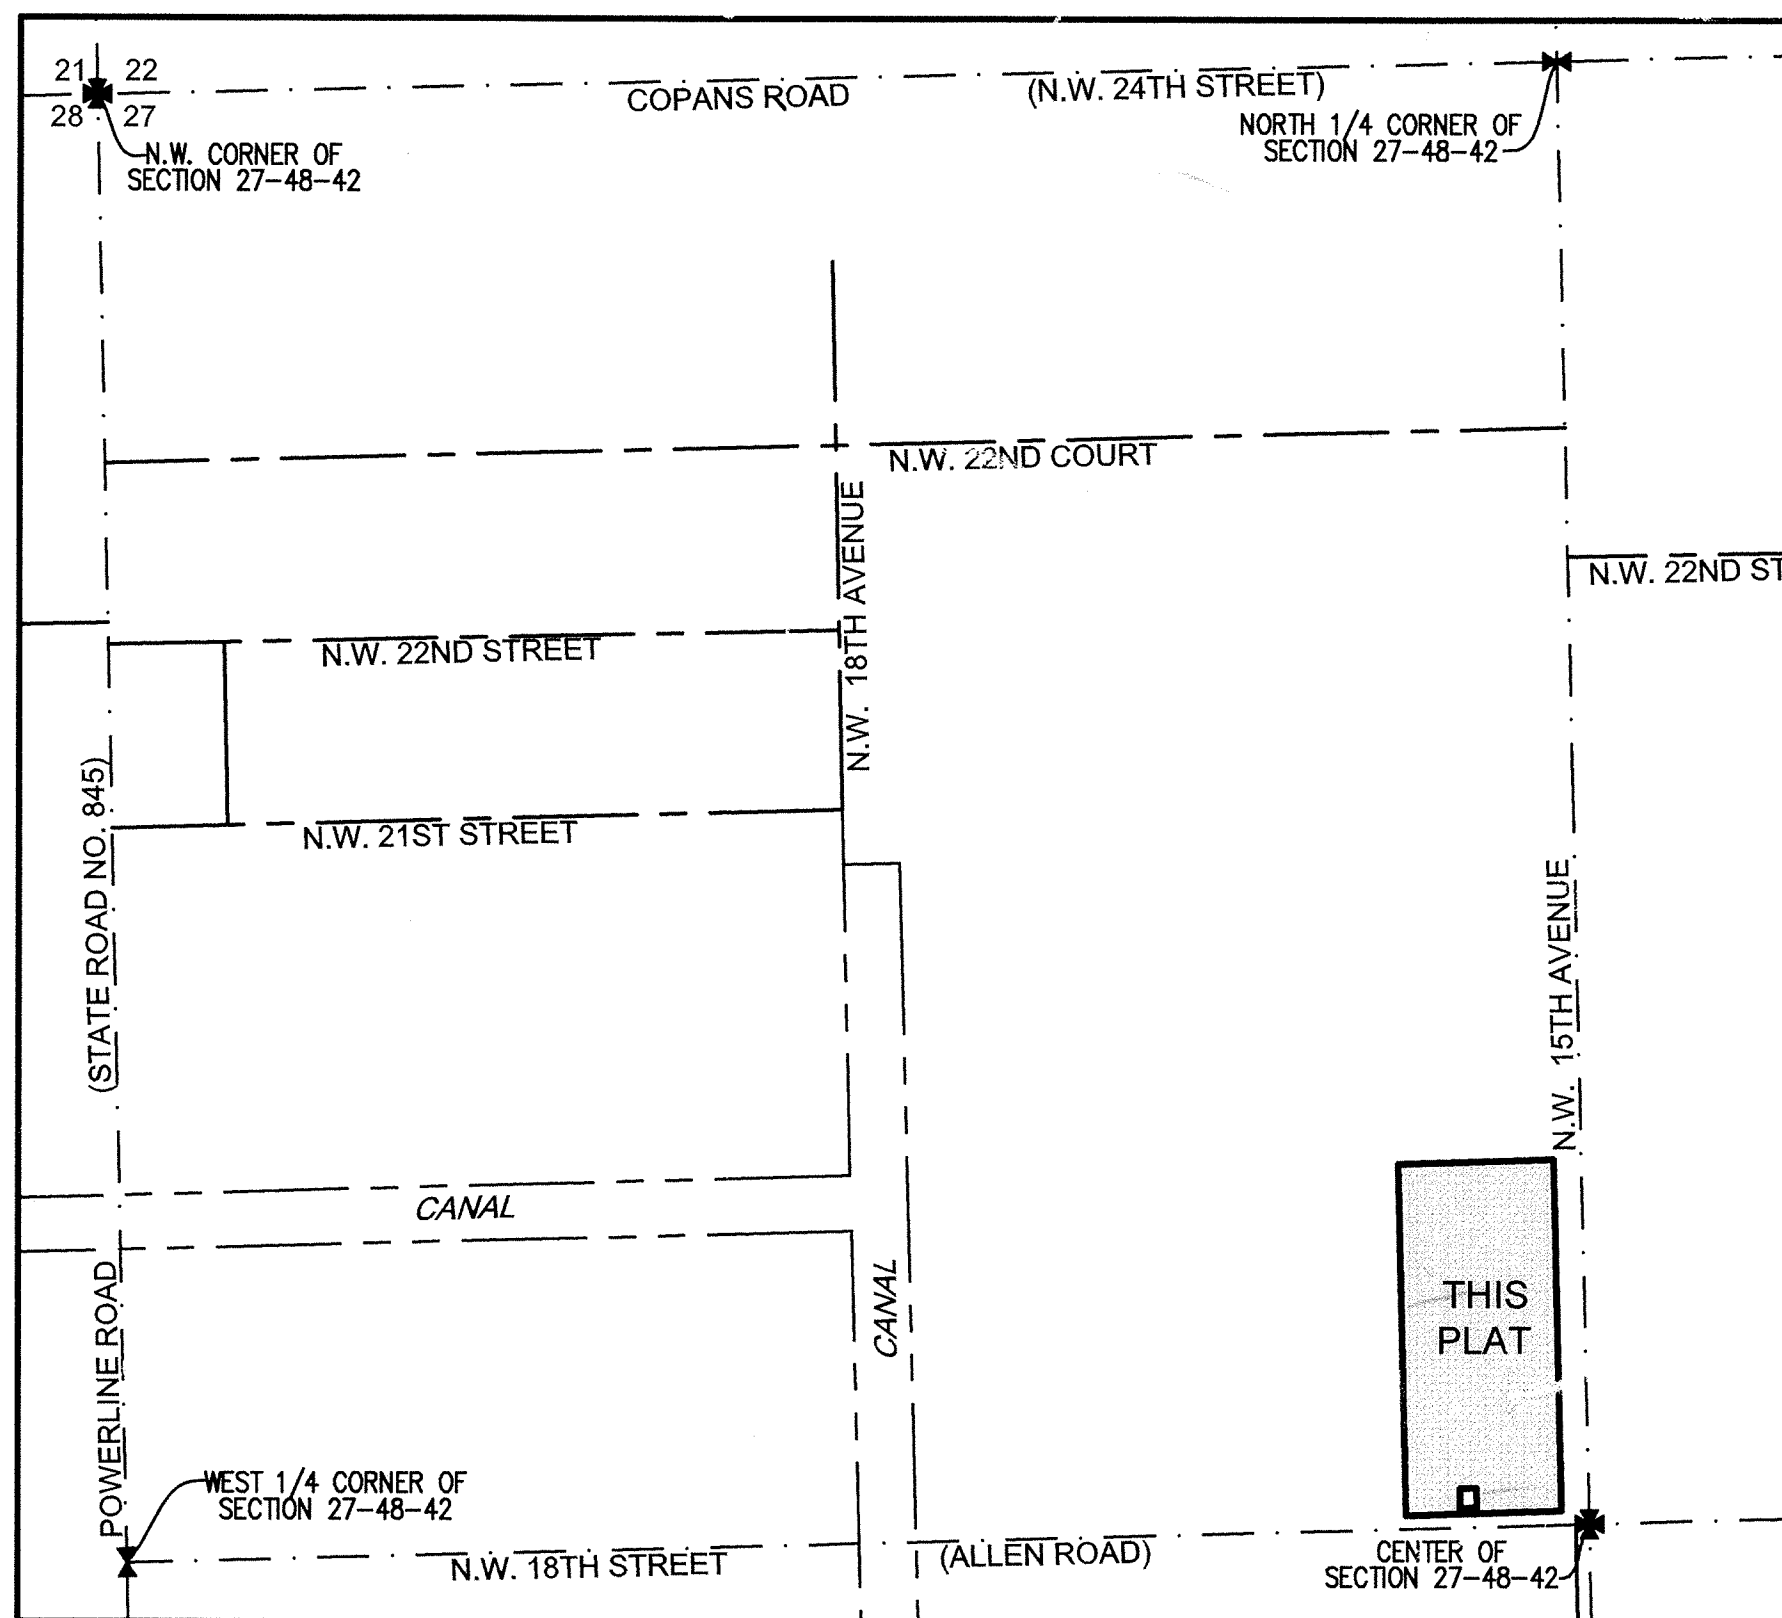 21 22
28 27
COPANS ROAD
(N.W. 24TH STREET)
N.W. CORNER OF
SECTION 27-48-42
NORTH 1/4 CORNER OF
SECTION 27-48-42
N.W. 22ND COURT
N.W. 18TH AVENUE
N.W. 22ND ST
N.W. 22ND STREET
N.W. 21ST STREET
(STATE ROAD NO. 845)
N.W. 15TH AVENUE
CANAL
CANAL
THIS
PLAT
POWERLINE ROAD
WEST 1/4 CORNER OF
SECTION 27-48-42
N.W. 18TH STREET
(ALLEN ROAD)
CENTER OF
SECTION 27-48-42